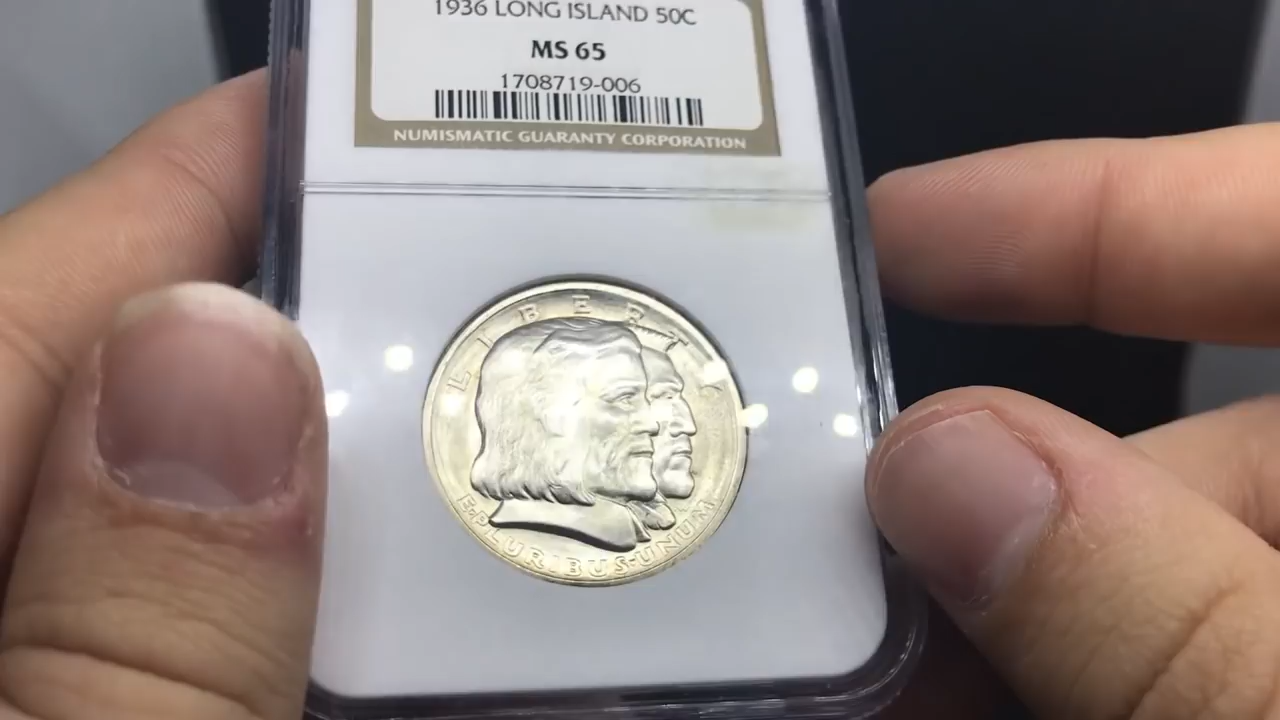 1936 LONG ISLAND 50C
MS 65
1708719-006
NUMISMATIC GUARANTY CORPORATION
LIBERTY
E·PLURIBUS·UNUM